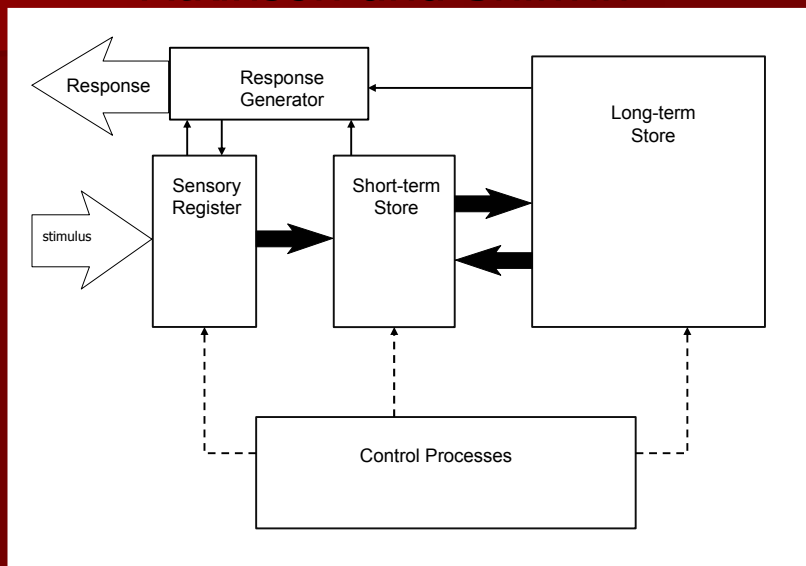 Response
Response
Generator
Long-term
Store
Sensory
Register
Short-term
Store
stimulus
Control Processes